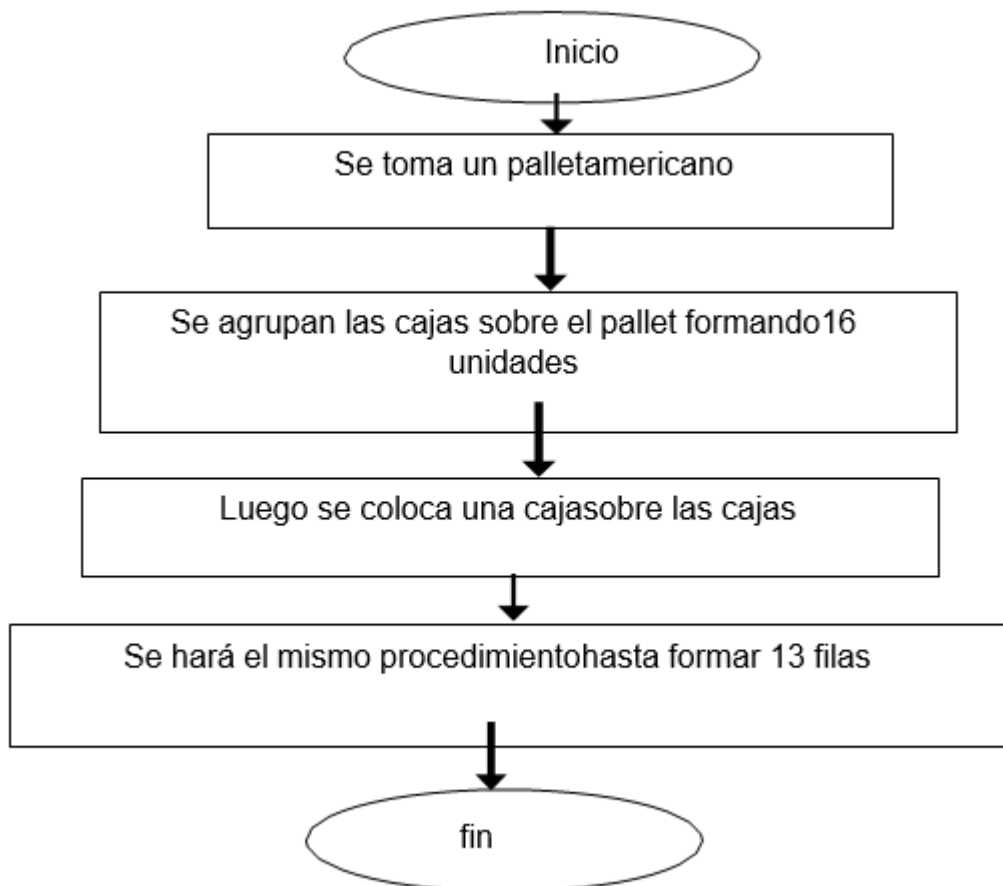 Inicio
Se toma un palletamericano
Se agrupan las cajas sobre el pallet formando16
unidades
Luego se coloca una cajasobre las cajas
Se hará el mismo procedimientohasta formar 13 filas
fin